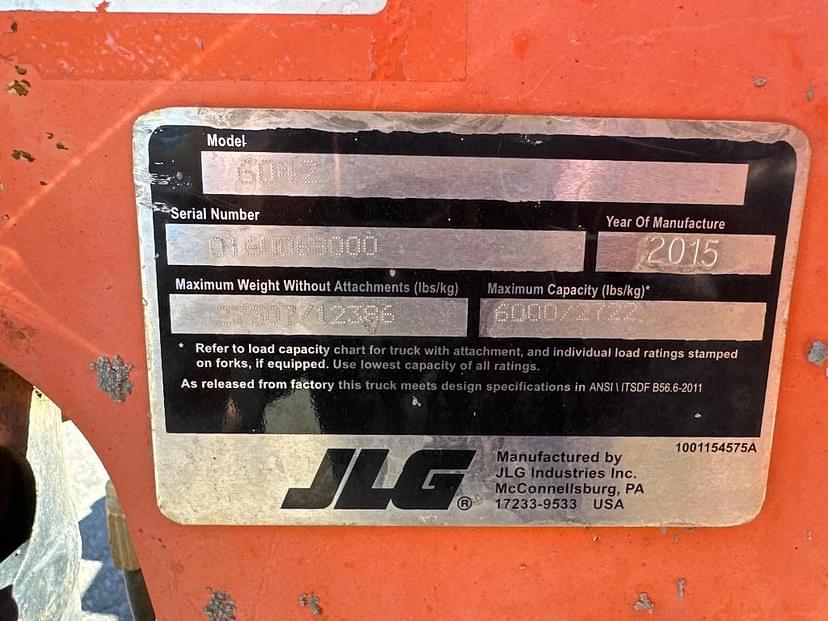 Model
6042
Serial Number
Year Of Manufacture
0160068000
2015
Maximum Weight Without Attachments (lbs/kg)
Maximum Capacity (lbs/kg)*
27307/12386
6000/2722
* Refer to load capacity chart for truck with attachment, and individual load ratings stamped
on forks, if equipped. Use lowest capacity of all ratings.
As released from factory this truck meets design specifications in ANSI \ ITSDF B56.6-2011
1001154575A
JLG®
Manufactured by
JLG Industries Inc.
McConnellsburg, PA
17233-9533 USA